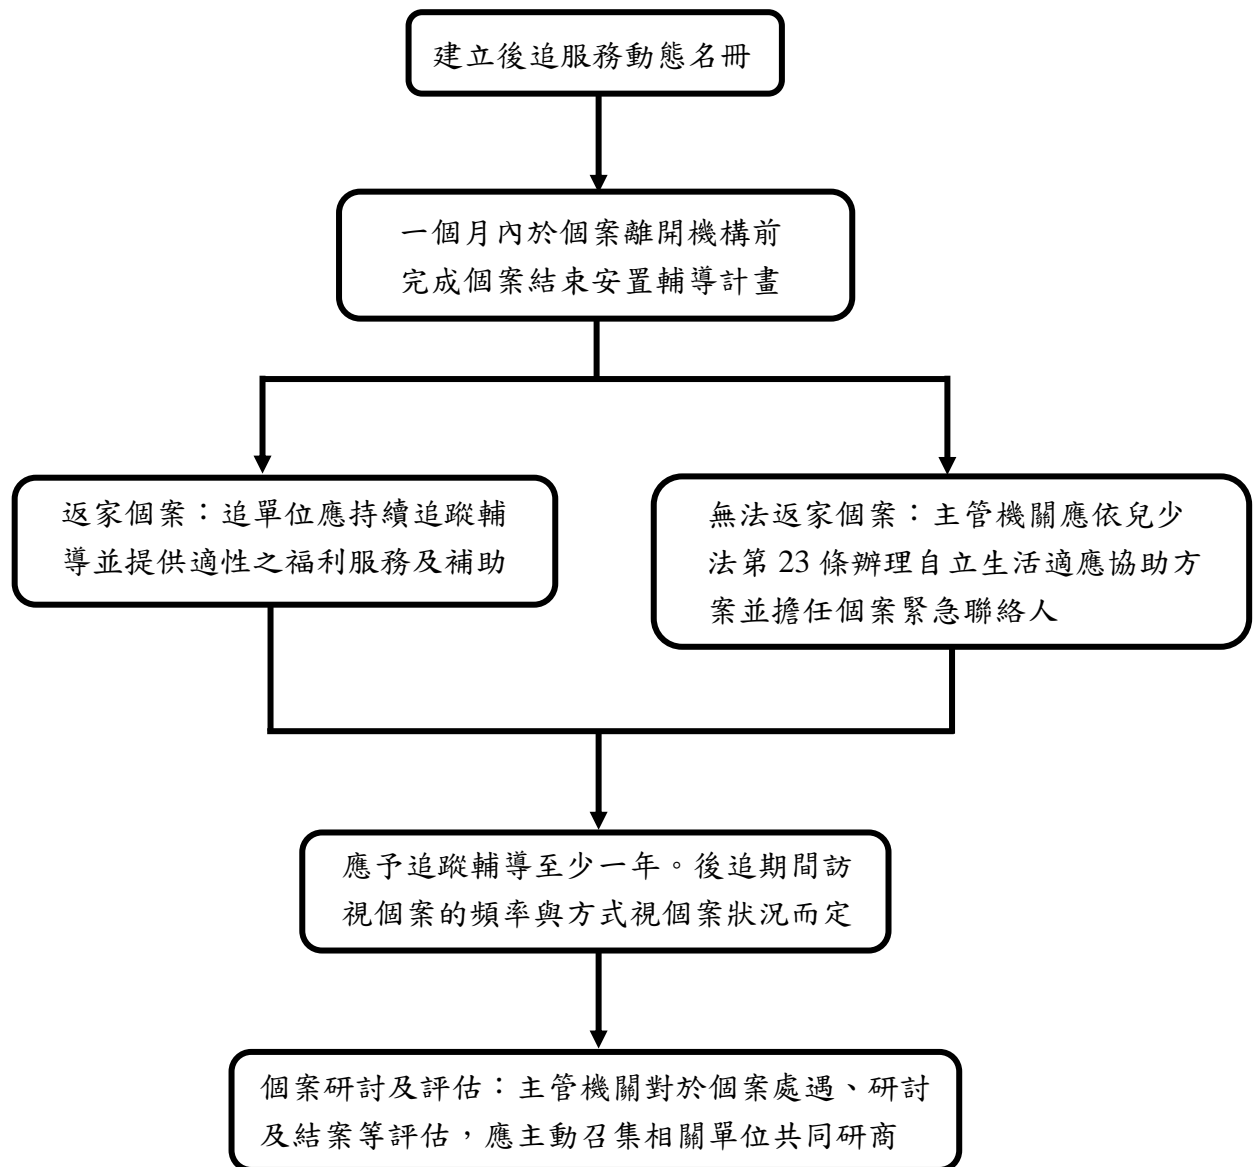 建立後追服務動態名冊
一個月內於個案離開機構前
完成個案結束安置輔導計畫
返家個案：追單位應持續追蹤輔
導並提供適性之福利服務及補助
無法返家個案：主管機關應依兒少
法第 23 條辦理自立生活適應協助方
案並擔任個案緊急聯絡人
應予追蹤輔導至少一年。後追期間訪
視個案的頻率與方式視個案狀況而定
個案研討及評估：主管機關對於個案處遇、研討
及結案等評估，應主動召集相關單位共同研商